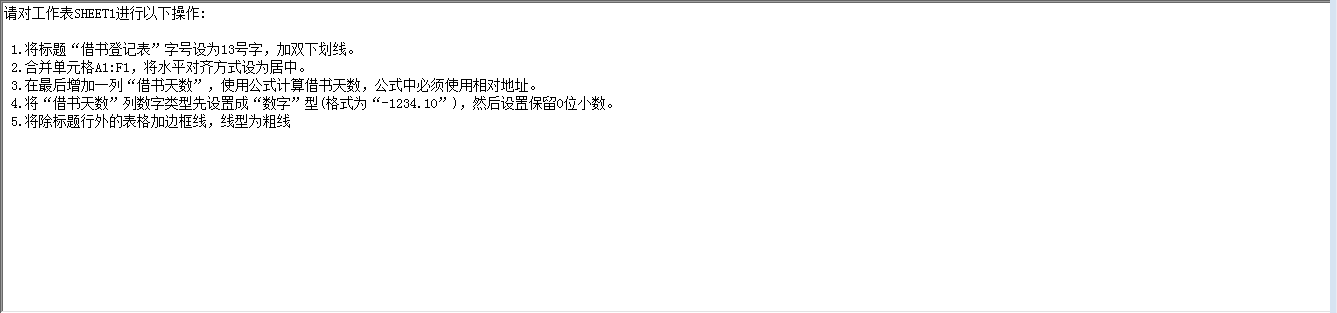 请对工作表SHEET1进行以下操作:
1.将标题“借书登记表”字号设为13号字，加双下划线。
2.合并单元格A1:F1，将水平对齐方式设为居中。
3.在最后增加一列“借书天数”，使用公式计算借书天数，公式中必须使用相对地址。
4.将“借书天数”列数字类型先设置成“数字”型(格式为“-1234.10”)，然后设置保留0位小数。
5.将除标题行外的表格加边框线，线型为粗线